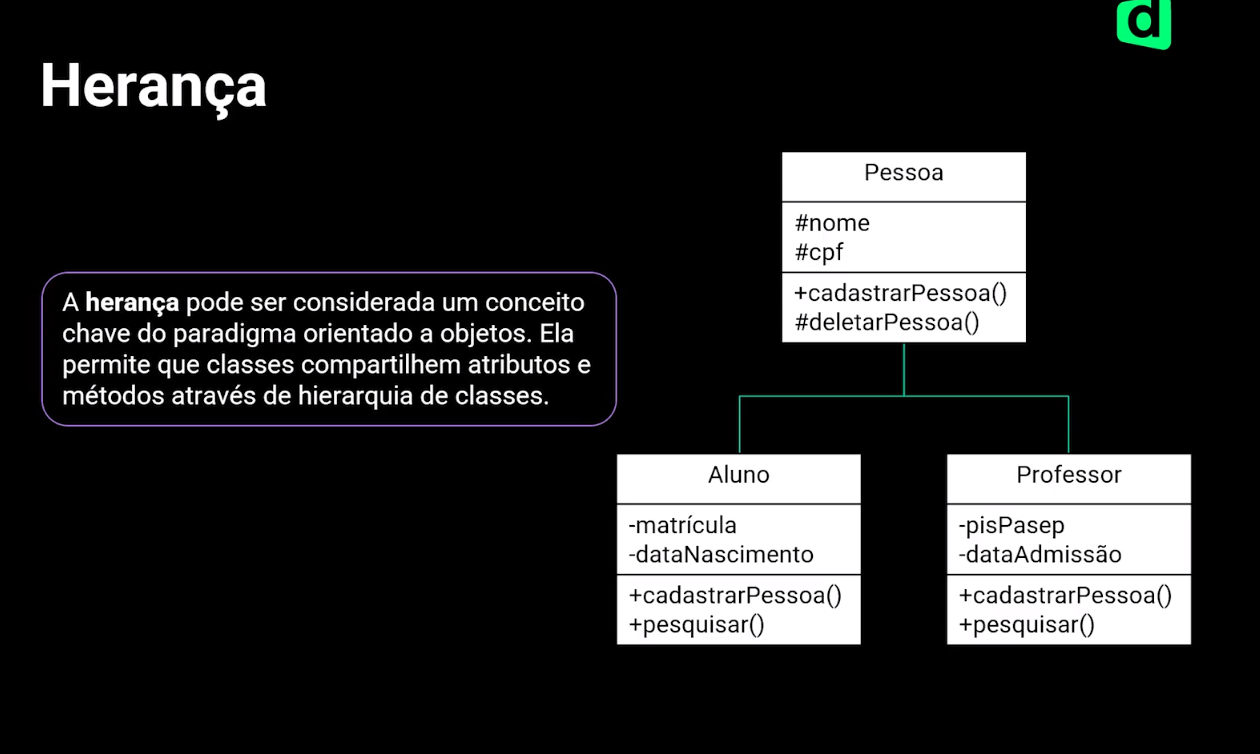 d
Herança
A herança pode ser considerada um conceito
chave do paradigma orientado a objetos. Ela
permite que classes compartilhem atributos e
métodos através de hierarquia de classes.
Pessoa
#nome
#cpf
+cadastrarPessoa()
#deletarPessoa()
Aluno
-matrícula
-dataNascimento
+cadastrarPessoa()
+pesquisar()
Professor
-pisPasep
-dataAdmissão
+cadastrarPessoa()
+pesquisar()